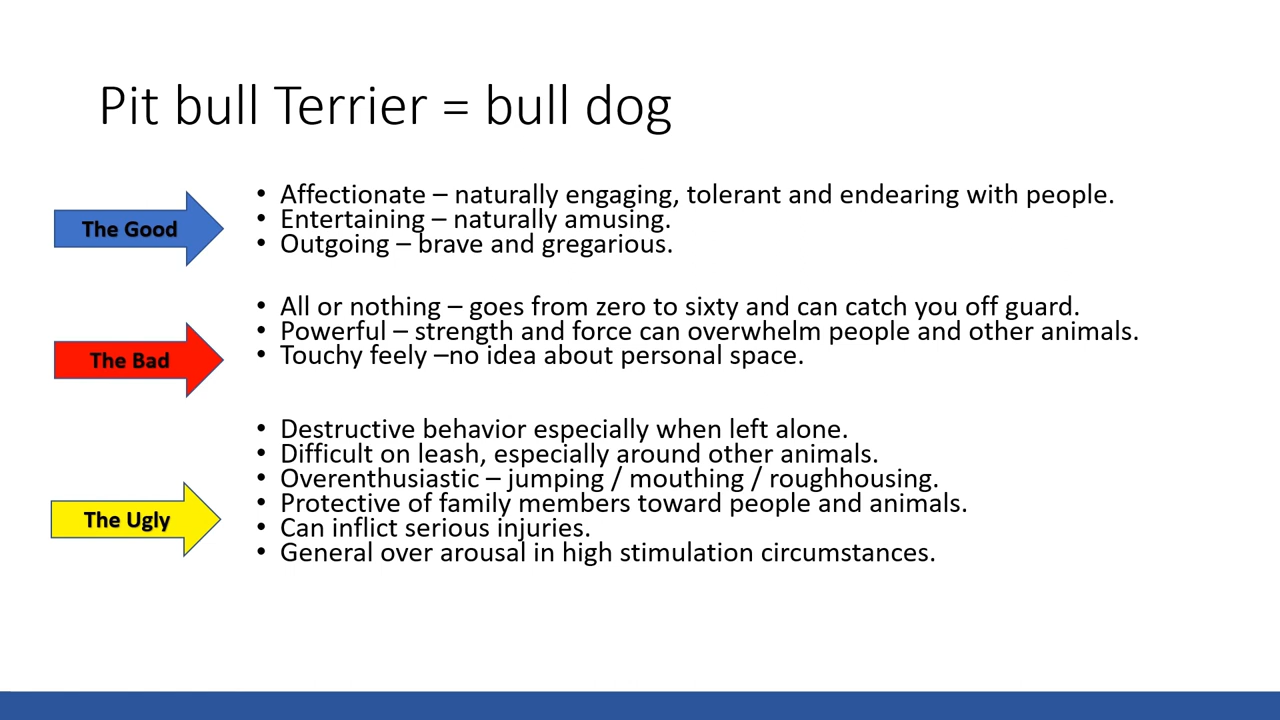 Pit bull Terrier = bull dog
The Good
• Affectionate – naturally engaging, tolerant and endearing with people.
• Entertaining – naturally amusing.
• Outgoing – brave and gregarious.
The Bad
• All or nothing – goes from zero to sixty and can catch you off guard.
• Powerful – strength and force can overwhelm people and other animals.
• Touchy feely –no idea about personal space.
The Ugly
• Destructive behavior especially when left alone.
• Difficult on leash, especially around other animals.
• Overenthusiastic – jumping / mouthing / roughhousing.
• Protective of family members toward people and animals.
• Can inflict serious injuries.
• General over arousal in high stimulation circumstances.